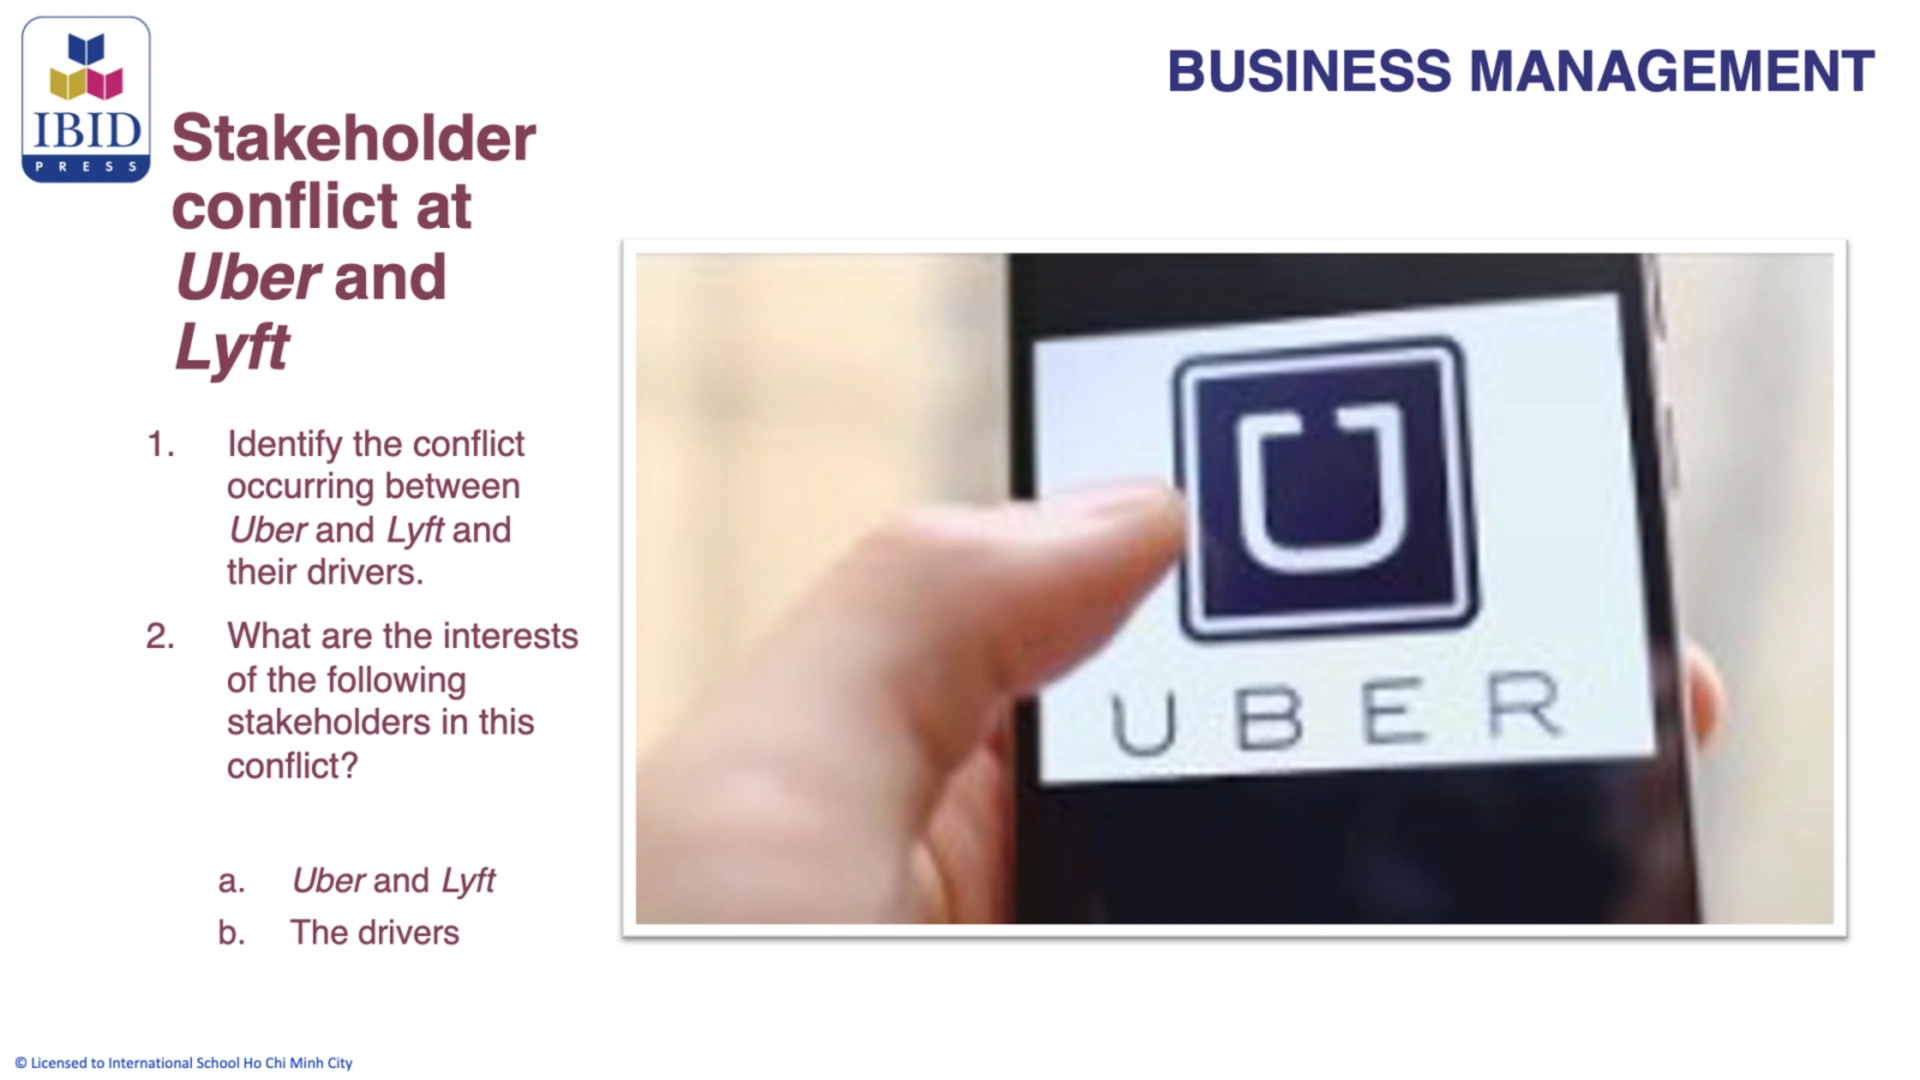 IBID
PRESS
BUSINESS MANAGEMENT
Stakeholder
conflict at
Uber and
Lyft
1. Identify the conflict
occurring between
Uber and Lyft and
their drivers.
2. What are the interests
of the following
stakeholders in this
conflict?
a. Uber and Lyft
b. The drivers
U
UBER
© Licensed to International School Ho Chi Minh City